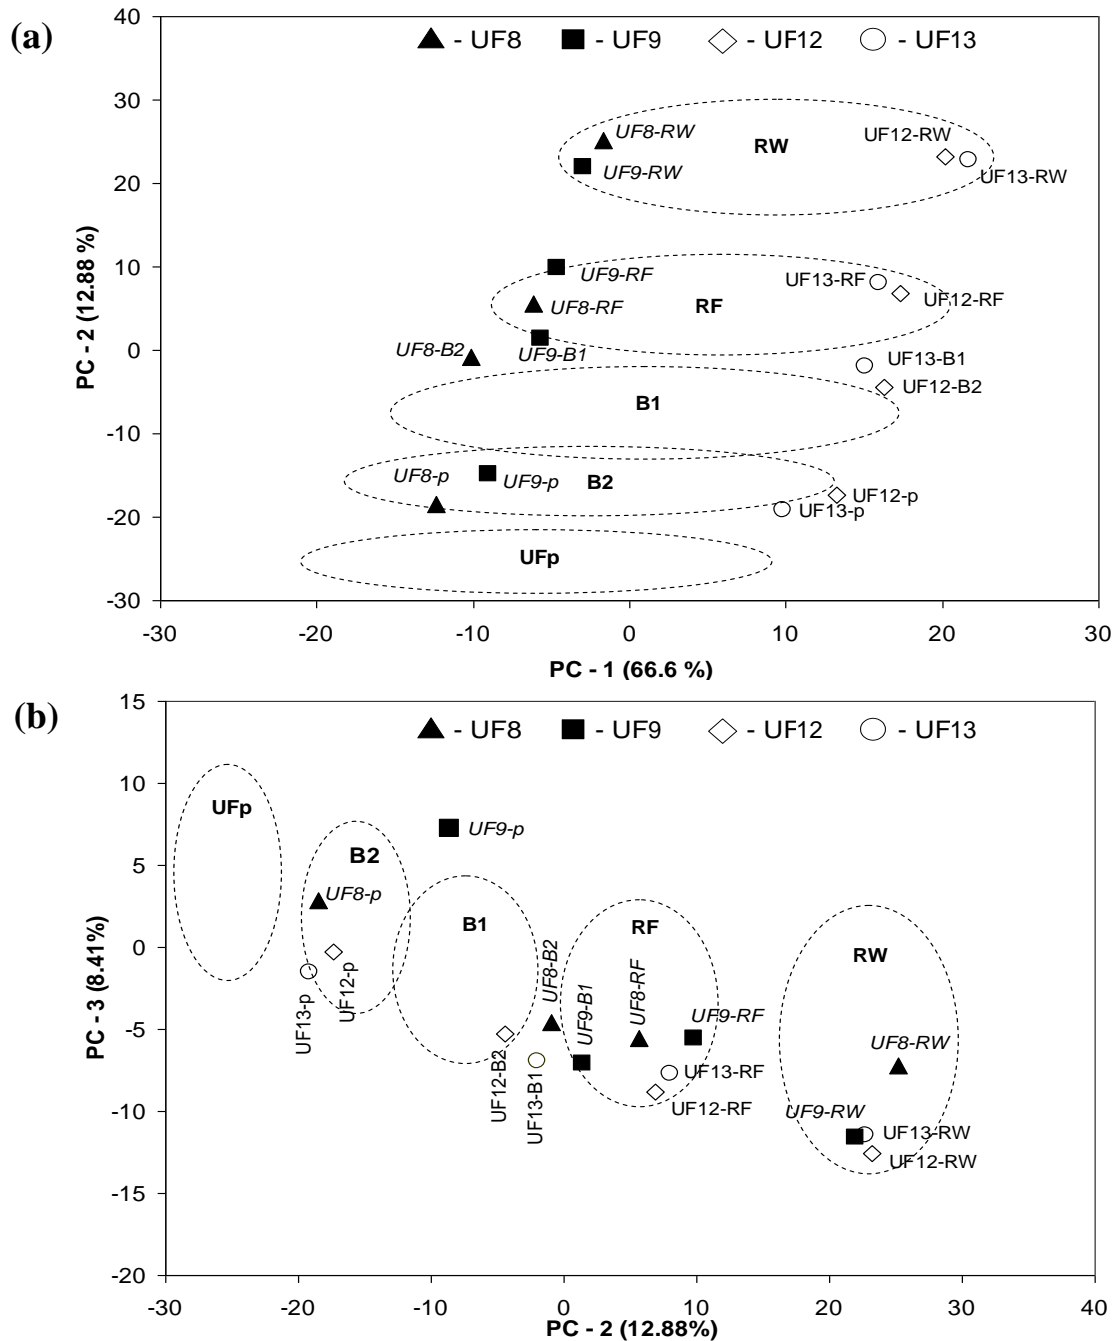 (a)
40
30
20
10
0
-10
-20
-30
PC - 2 (12.88 %)
- UF8 - UF9 - UF12 - UF13
UF8-RW
UF9-RW
RW
UF12-RW
UF13-RW
UF9-RF
UF8-RF
RF
UF13-RF
UF12-RF
UF8-B2
UF9-B1
UF13-B1
UF12-B2
B1
UF8-p
UF9-p
B2
UF12-p
UF13-p
UFp
-30 -20 -10 0 10 20 30
PC - 1 (66.6 %)
(b)
15
10
5
0
-5
-10
-15
-20
PC - 3 (8.41%)
- UF8 - UF9 - UF12 - UF13
UFp
UF9-p
B2
UF8-p
UF13-p
UF12-p
B1
UF12-B2
UF13-B1
UF8-B2
UF9-B1
RF
UF8-RF
UF9-RF
UF13-RF
UF12-RF
RW
UF8-RW
UF9-RW
UF13-RW
UF12-RW
-30 -20 -10 0 10 20 30 40
PC - 2 (12.88%)